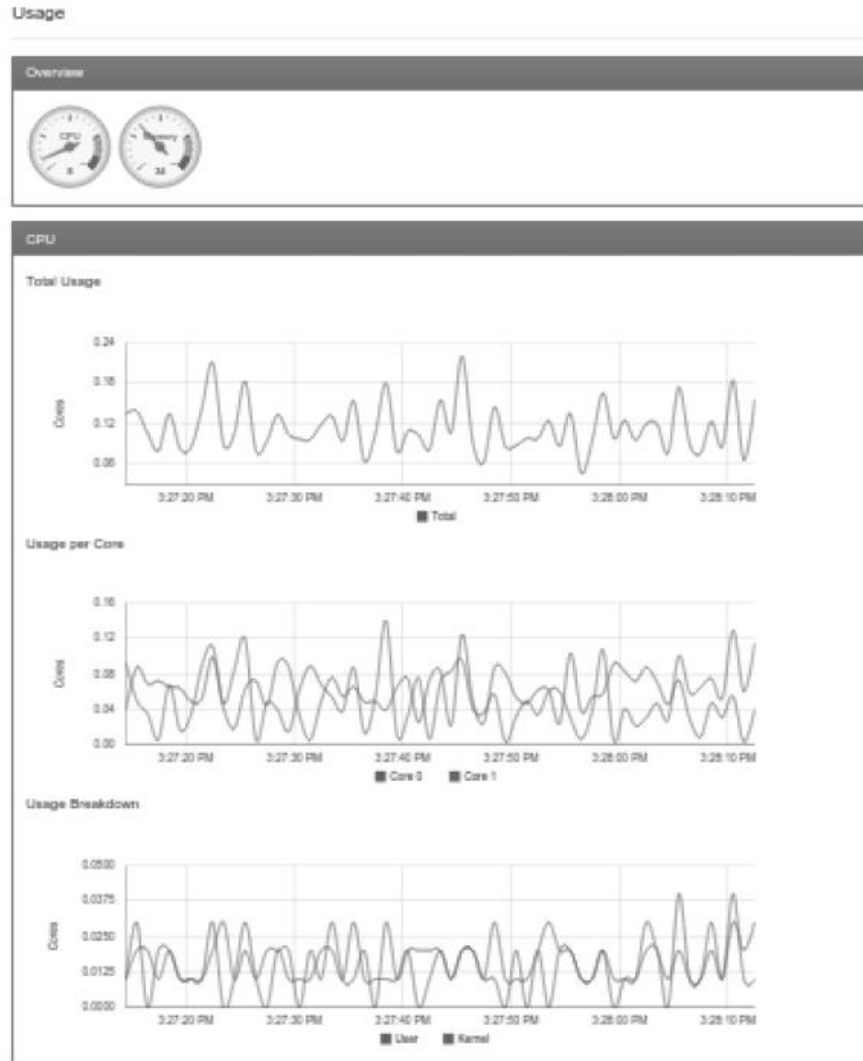 Usage
Overview
CPU Memory
6 34
CPU
Total Usage
0.24
0.18
0.12
0.06
Cores
3:27:20 PM 3:27:30 PM 3:27:40 PM 3:27:50 PM 3:28:00 PM 3:28:10 PM
Total
Usage per Core
0.16
0.12
0.08
0.04
0.00
Cores
3:27:20 PM 3:27:30 PM 3:27:40 PM 3:27:50 PM 3:28:00 PM 3:28:10 PM
Core 0 Core 1
Usage Breakdown
0.0500
0.0375
0.0250
0.0125
0.0000
Cores
3:27:20 PM 3:27:30 PM 3:27:40 PM 3:27:50 PM 3:28:00 PM 3:28:10 PM
User Kernel